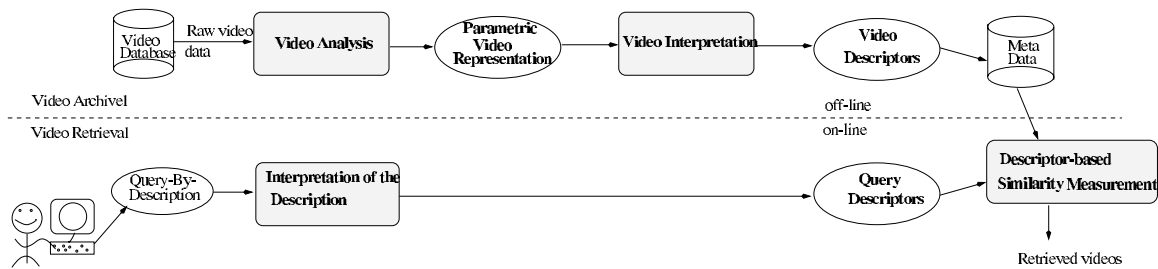 Video
Database
Raw video
data
Video Analysis
Parametric
Video
Representation
Video Interpretation
Video
Descriptors
Meta
Data
Video Archivel
off-line
Video Retrieval
on-line
Query-By-
Description
Interpretation of the
Description
Query
Descriptors
Descriptor-based
Similarity Measurement
Retrieved videos